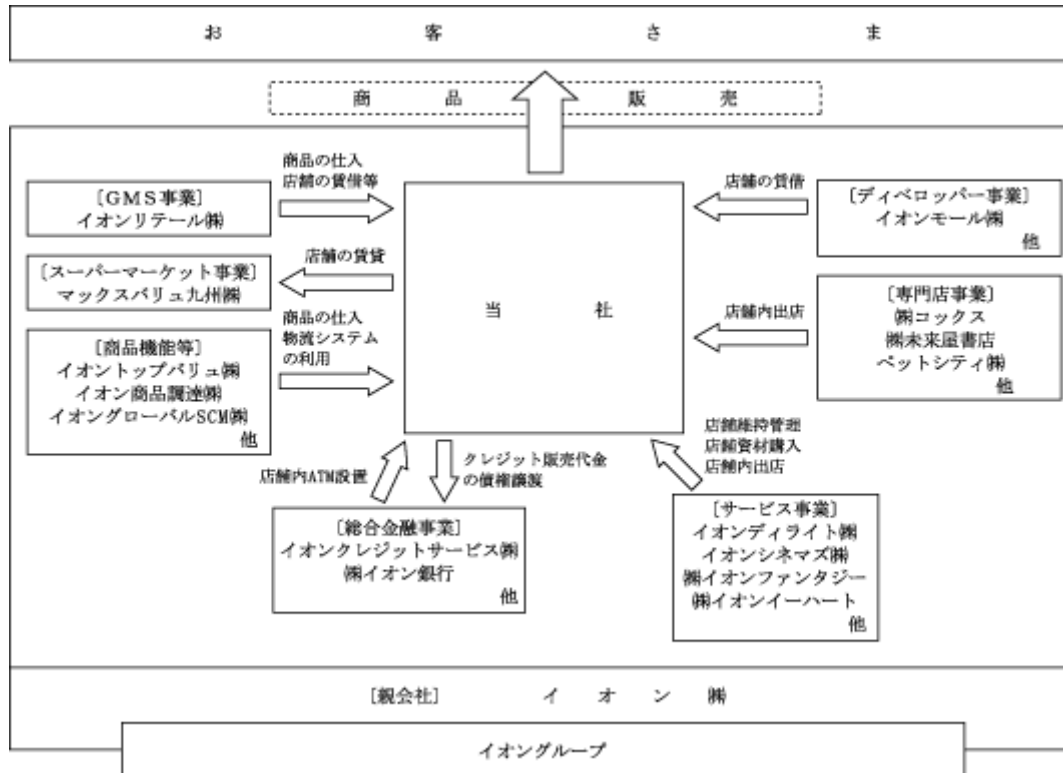 お客さま
商品販売
商品の仕入
店舗の賃借等
[GMS事業]
イオンリテール㈱
店舗の賃貸
[スーパーマーケット事業]
マックスバリュ九州㈱
商品の仕入
物流システム
の利用
[商品機能等]
イオントップバリュ㈱
イオン商品調達㈱
イオングローバルSCM㈱
他
当社
店舗の賃借
[ディベロッパー事業]
イオンモール㈱
他
店舗内出店
[専門店事業]
㈱コックス
㈱未来屋書店
ペットシティ㈱
他
店舗内ATM設置
クレジット販売代金
の債権譲渡
[総合金融事業]
イオンクレジットサービス㈱
㈱イオン銀行
他
店舗維持管理
店舗資材購入
店舗内出店
[サービス事業]
イオンディライト㈱
イオンシネマズ㈱
㈱イオンファンタジー
㈱イオンイーハート
他
[親会社] イオン㈱
イオングループ